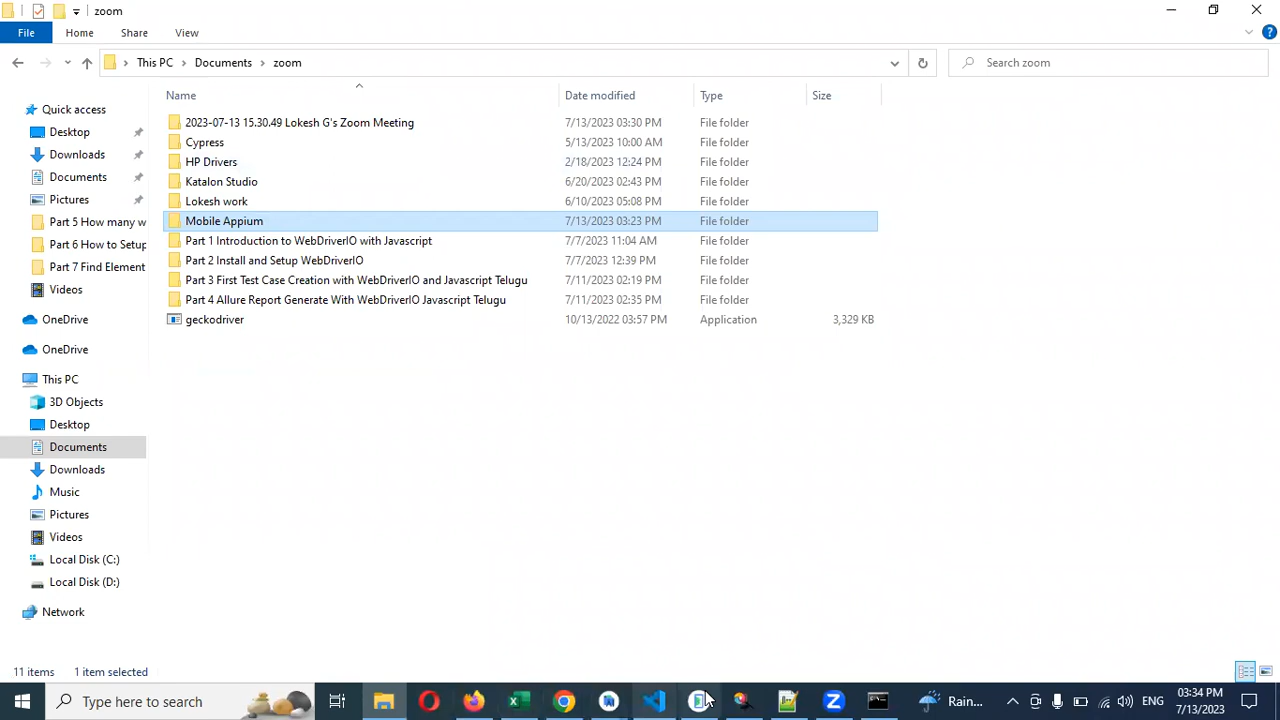 zoom
File Home Share View
This PC Documents zoom Search zoom
Name Date modified Type Size
Quick access
Desktop
Downloads
Documents
Pictures
Part 5 How many w
Part 6 How to Setup
Part 7 Find Element
Videos
OneDrive
OneDrive
This PC
3D Objects
Desktop
Documents
Downloads
Music
Pictures
Videos
Local Disk (C:)
Local Disk (D:)
Network
2023-07-13 15.30.49 Lokesh G's Zoom Meeting 7/13/2023 03:30 PM File folder
Cypress 5/13/2023 10:00 AM File folder
HP Drivers 2/18/2023 12:24 PM File folder
Katalon Studio 6/20/2023 02:43 PM File folder
Lokesh work 6/10/2023 05:08 PM File folder
Mobile Appium 7/13/2023 03:23 PM File folder
Part 1 Introduction to WebDriverIO with Javascript 7/7/2023 11:04 AM File folder
Part 2 Install and Setup WebDriverIO 7/7/2023 12:39 PM File folder
Part 3 First Test Case Creation with WebDriverIO and Javascript Telugu 7/11/2023 02:19 PM File folder
Part 4 Allure Report Generate With WebDriverIO Javascript Telugu 7/11/2023 02:35 PM File folder
geckodriver 10/13/2022 03:57 PM Application 3,329 KB
11 items 1 item selected
Type here to search
Rain...
ENG
03:34 PM
7/13/2023